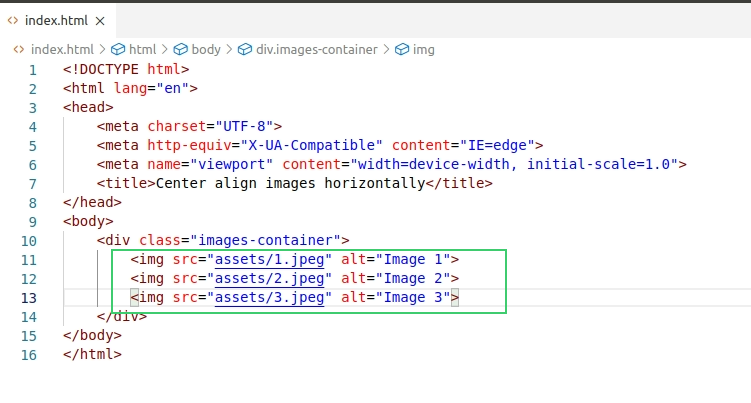 index.html
index.html > html > body > div.images-container > img
1 <!DOCTYPE html>
2 <html lang="en">
3 <head>
4     <meta charset="UTF-8">
5     <meta http-equiv="X-UA-Compatible" content="IE=edge">
6     <meta name="viewport" content="width=device-width, initial-scale=1.0">
7     <title>Center align images horizontally</title>
8 </head>
9 <body>
10     <div class="images-container">
11         <img src="assets/1.jpeg" alt="Image 1">
12         <img src="assets/2.jpeg" alt="Image 2">
13         <img src="assets/3.jpeg" alt="Image 3">
14     </div>
15 </body>
16 </html>